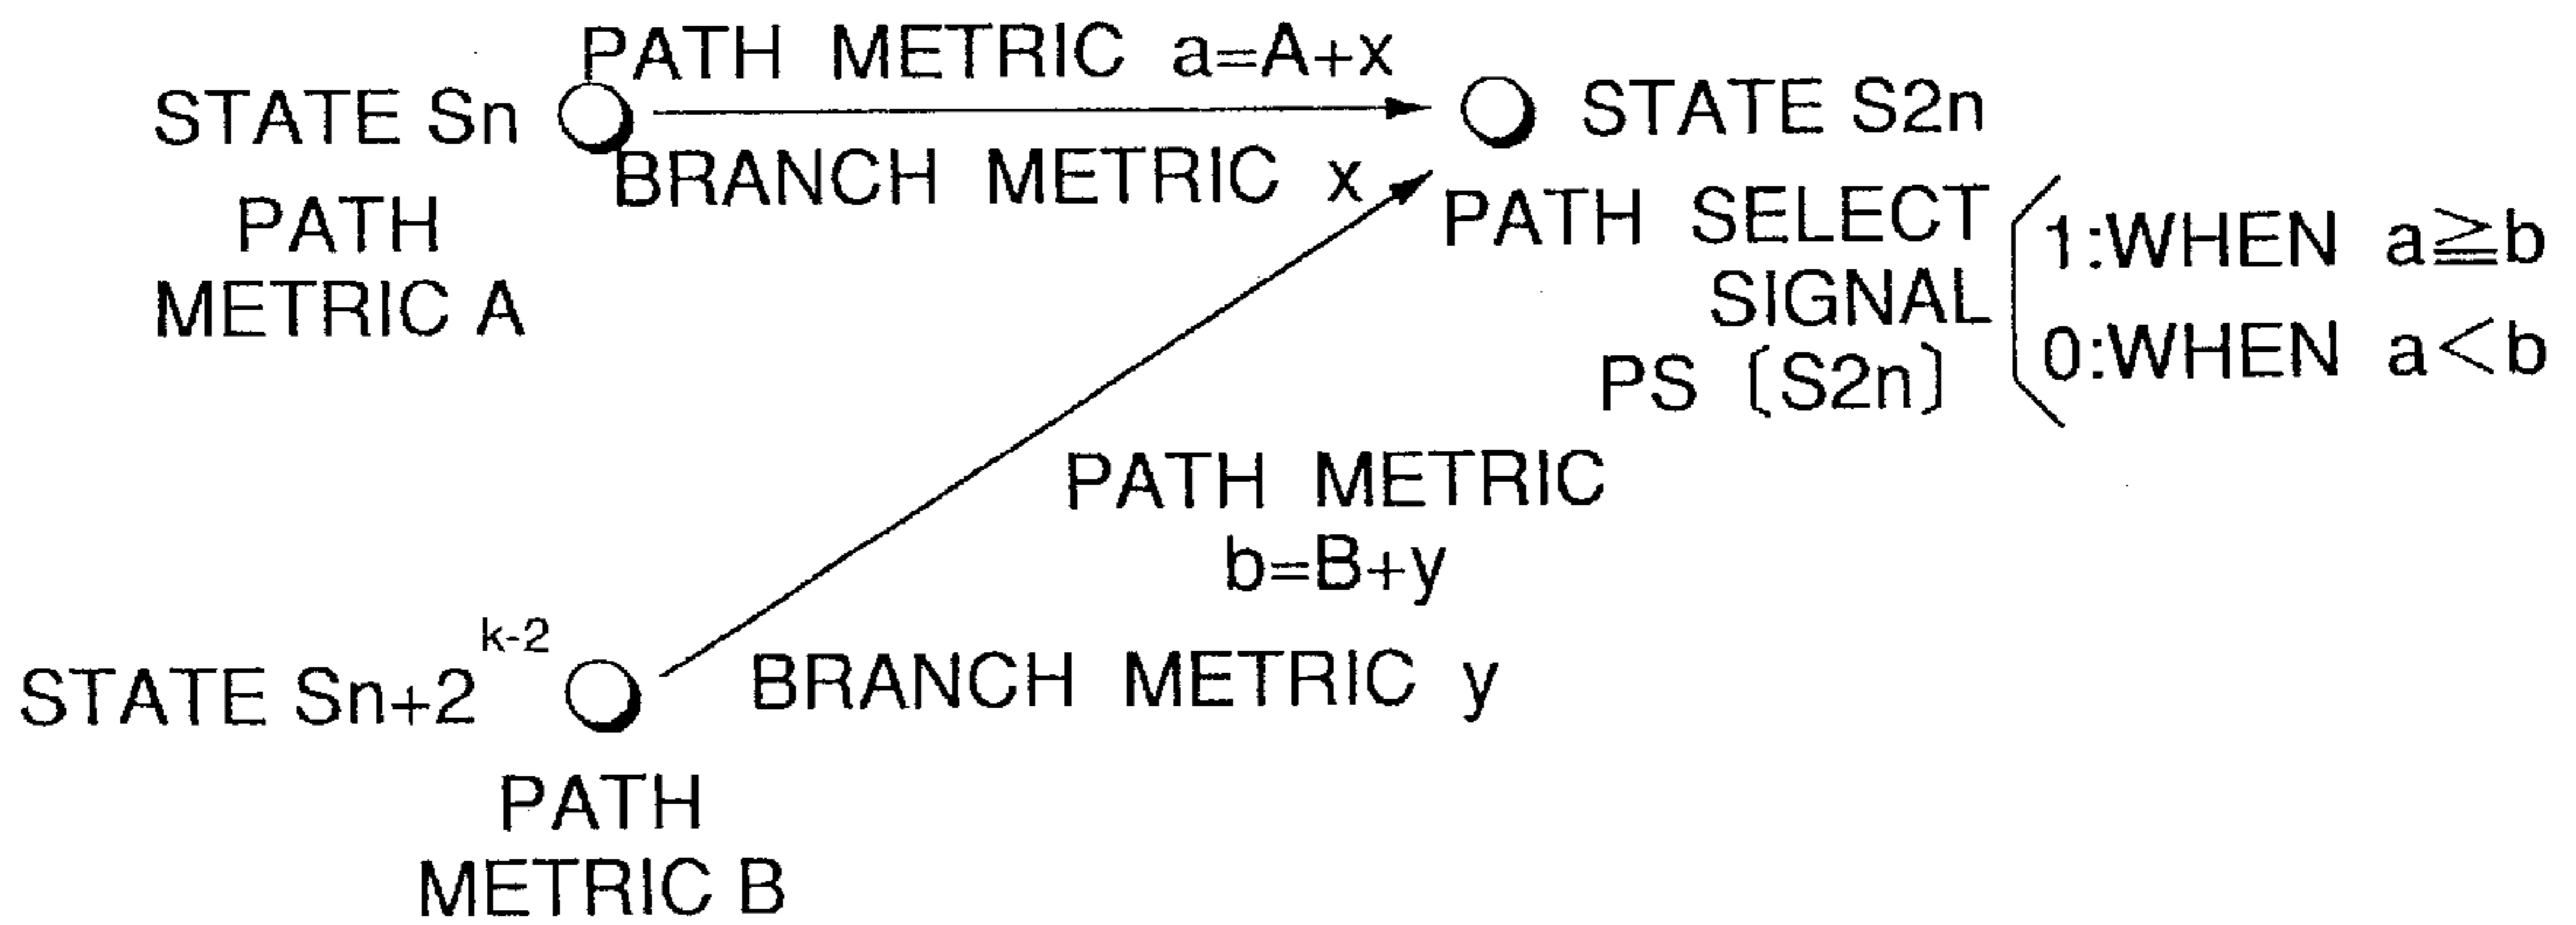 PATH METRIC a=A+x
STATE Sn
STATE S2n
BRANCH METRIC x
PATH
METRIC A
PATH SELECT
SIGNAL
PS [S2n]
1:WHEN a≧b
0:WHEN a<b
PATH METRIC
b=B+y
STATE Sn+2^k-2
BRANCH METRIC y
PATH
METRIC B